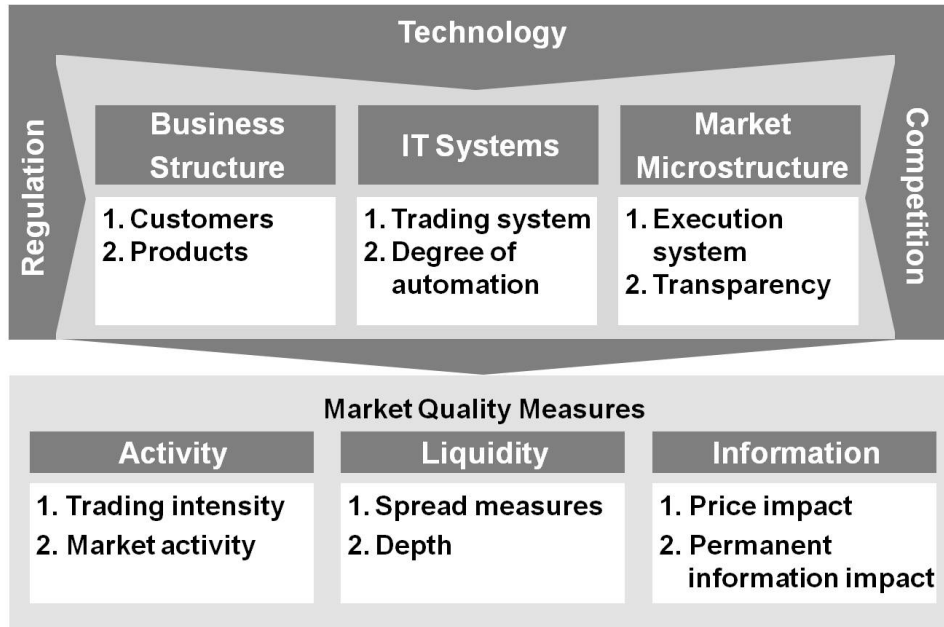 Technology
Regulation
Competition
Business
Structure
1. Customers
2. Products
IT Systems
1. Trading system
2. Degree of
automation
Market
Microstructure
1. Execution
system
2. Transparency
Market Quality Measures
Activity
1. Trading intensity
2. Market activity
Liquidity
1. Spread measures
2. Depth
Information
1. Price impact
2. Permanent
information impact